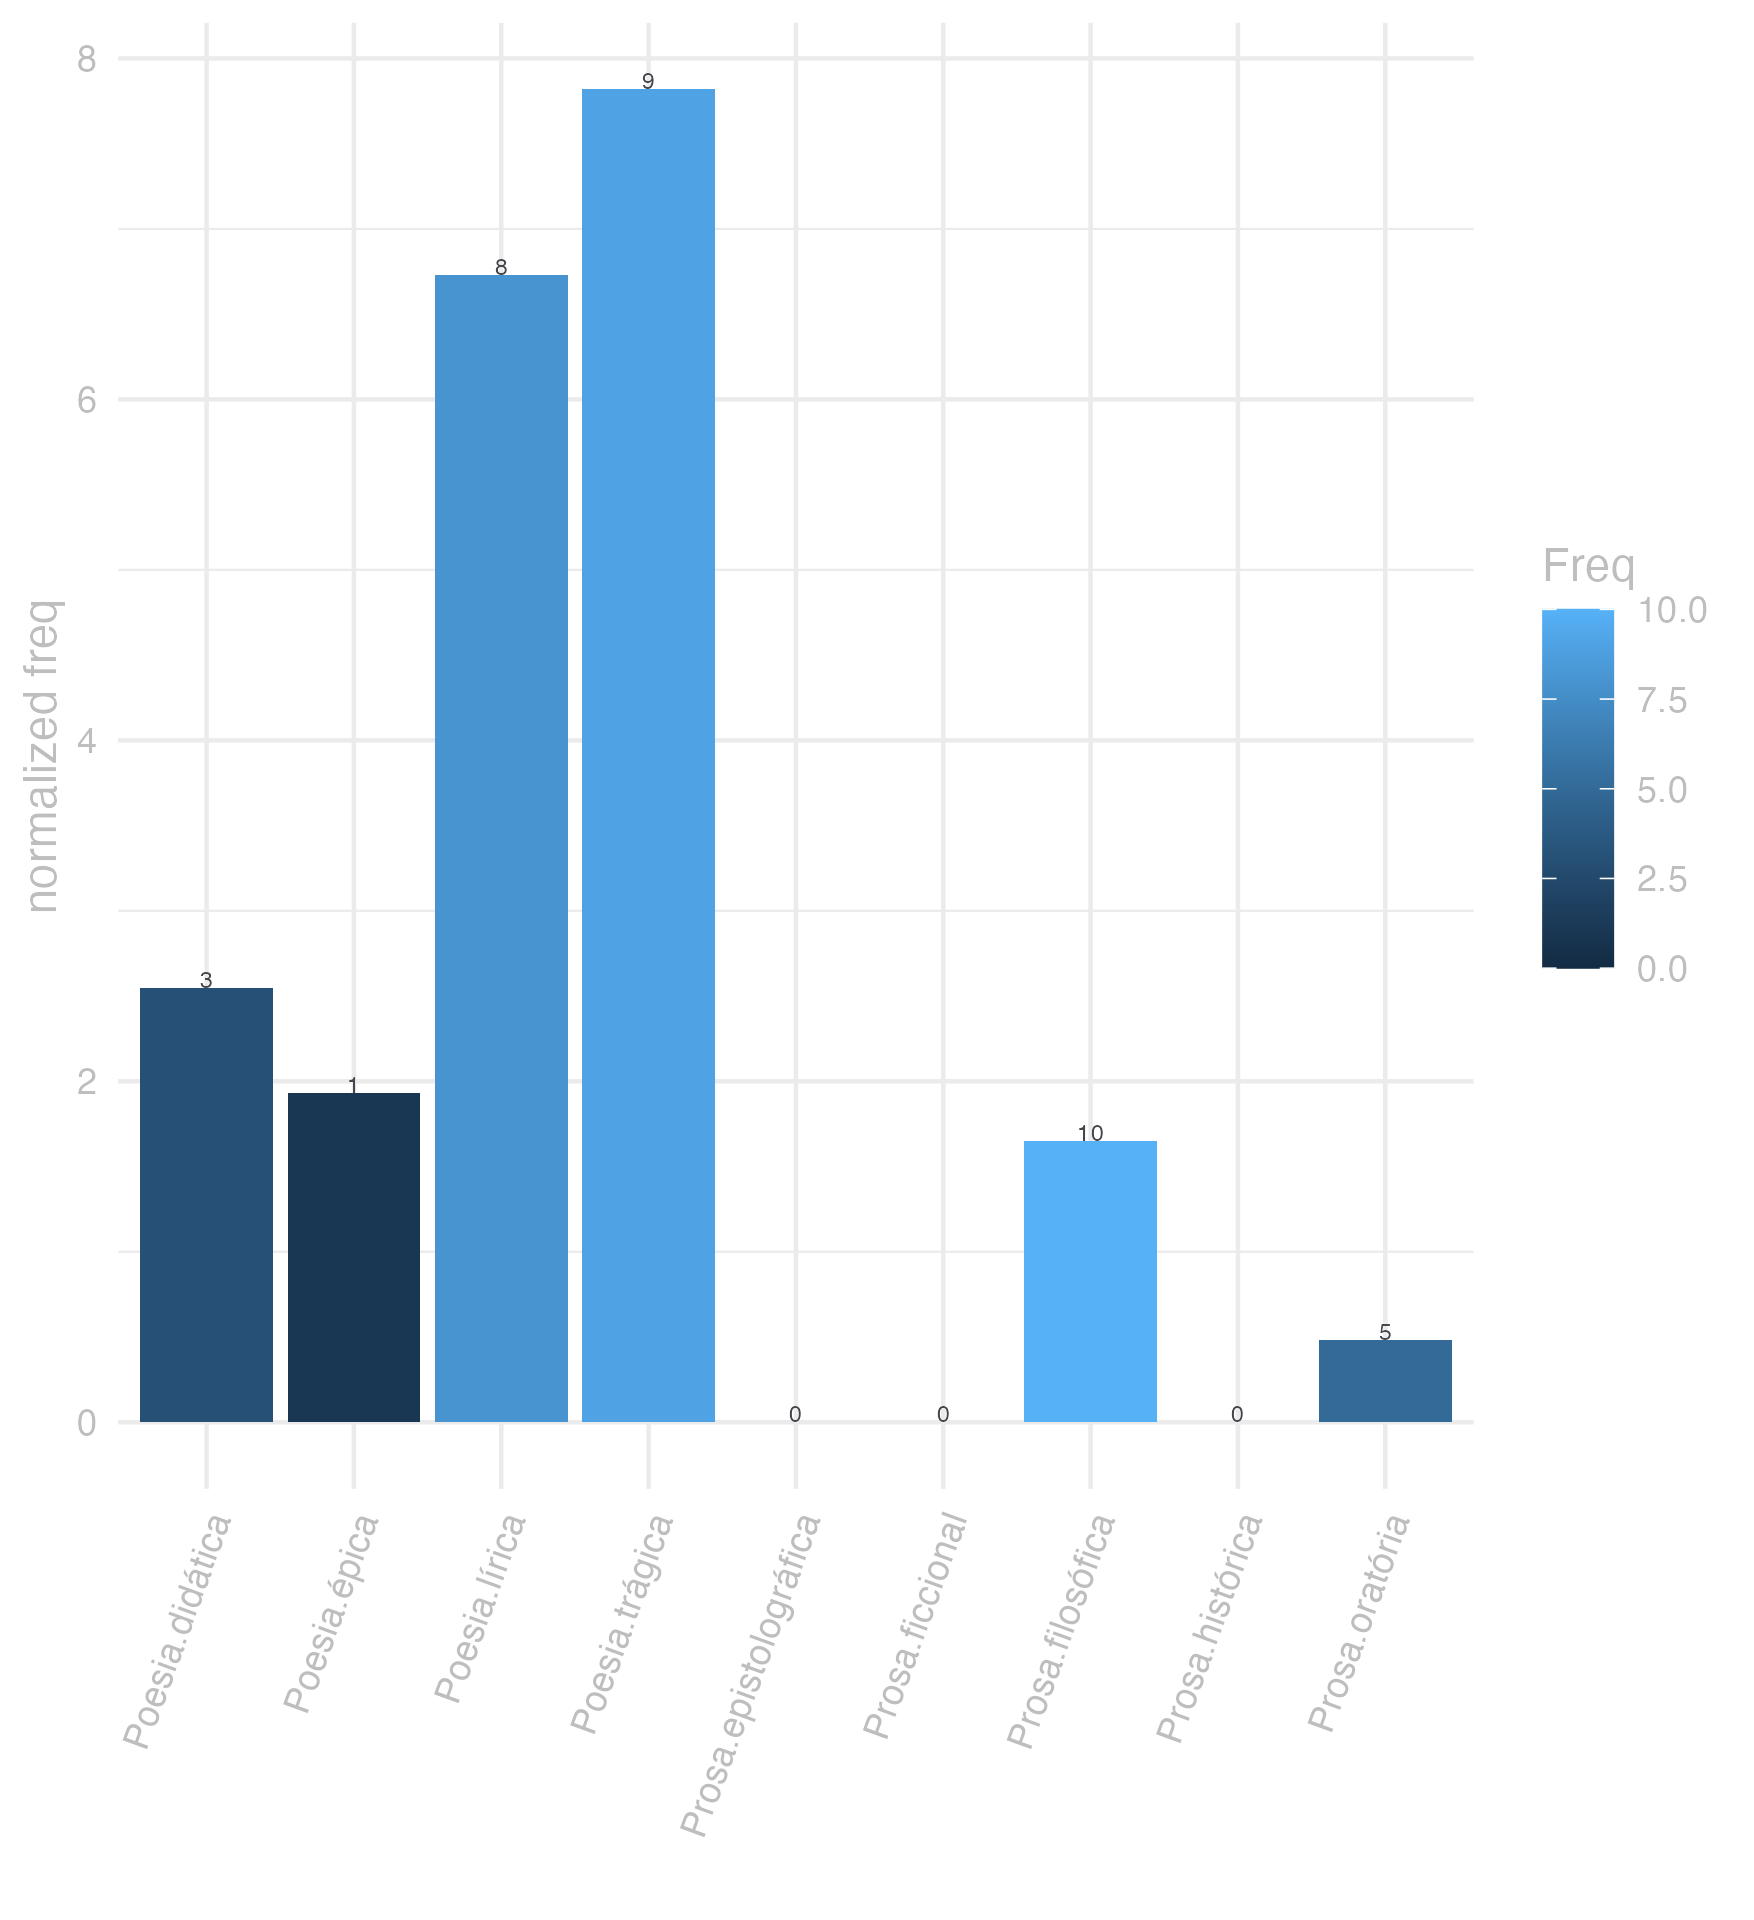 normalized freq
8
6
4
2
0
3
1
8
9
0
0
10
0
5
Poesia.didática
Poesia.épica
Poesia.lírica
Poesia.trágica
Prosa.epistolográfica
Prosa.ficcional
Prosa.filosófica
Prosa.histórica
Prosa.oratória
Freq
10.0
7.5
5.0
2.5
0.0